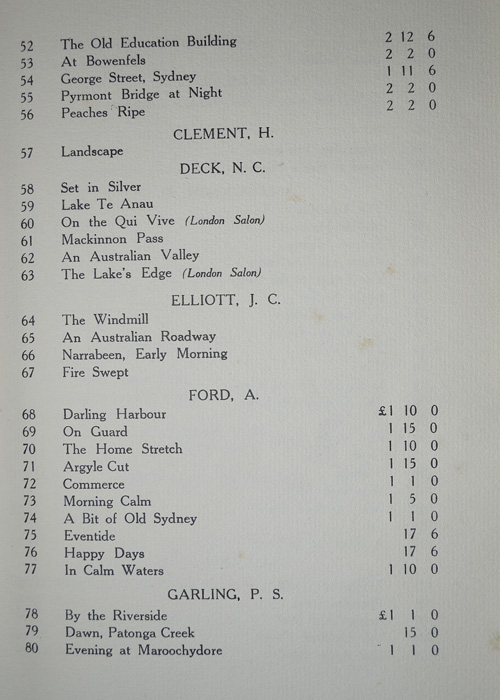 52 The Old Education Building 2 12 6
53 At Bowenfels 2 2 0
54 George Street, Sydney 1 11 6
55 Pyrmont Bridge at Night 2 2 0
56 Peaches Ripe 2 2 0
CLEMENT, H.
57 Landscape
DECK, N. C.
58 Set in Silver
59 Lake Te Anau
60 On the Qui Vive (London Salon)
61 Mackinnon Pass
62 An Australian Valley
63 The Lake's Edge (London Salon)
ELLIOTT, J. C.
64 The Windmill
65 An Australian Roadway
66 Narrabeen, Early Morning
67 Fire Swept
FORD, A.
68 Darling Harbour £1 10 0
69 On Guard 1 15 0
70 The Home Stretch 1 10 0
71 Argyle Cut 1 15 0
72 Commerce 1 1 0
73 Morning Calm 1 5 0
74 A Bit of Old Sydney 1 1 0
75 Eventide 17 6
76 Happy Days 17 6
77 In Calm Waters 1 10 0
GARLING, P. S.
78 By the Riverside £1 1 0
79 Dawn, Patonga Creek 15 0
80 Evening at Maroochydore 1 1 0